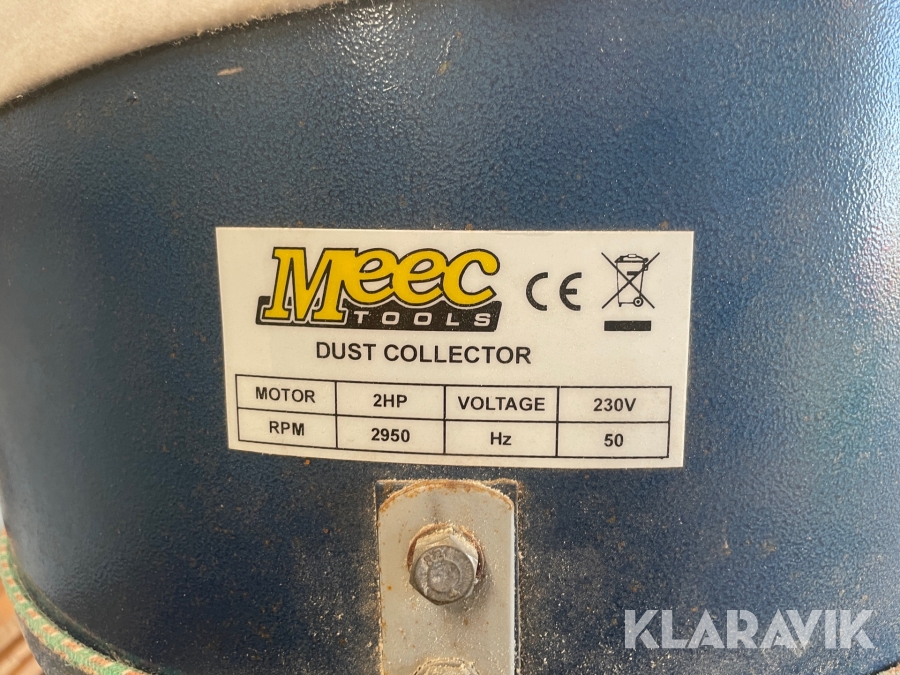 Meec
TOOLS
CE
DUST COLLECTOR
MOTOR 2HP VOLTAGE 230V
RPM 2950 Hz 50
KLARAVIK